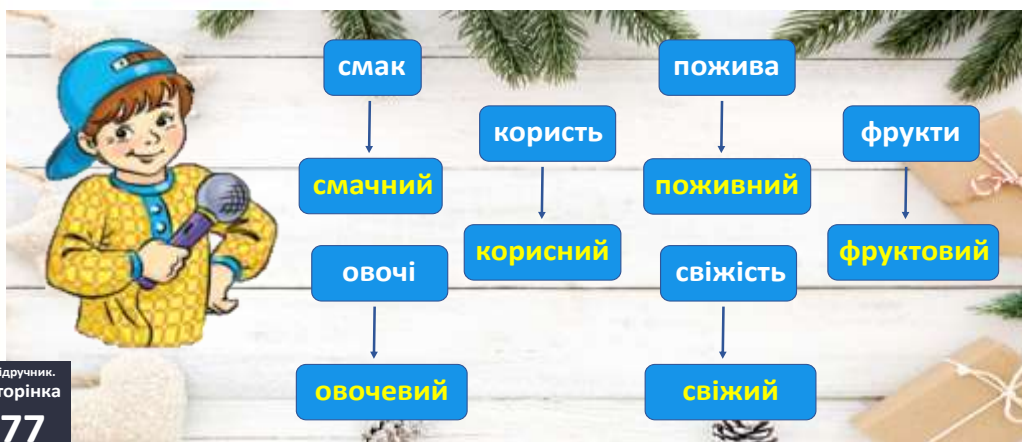 смак
смачний
користь
корисний
пожива
поживний
фрукти
фруктовий
овочі
овочевий
свіжість
свіжий
ідручник.
торінка
77